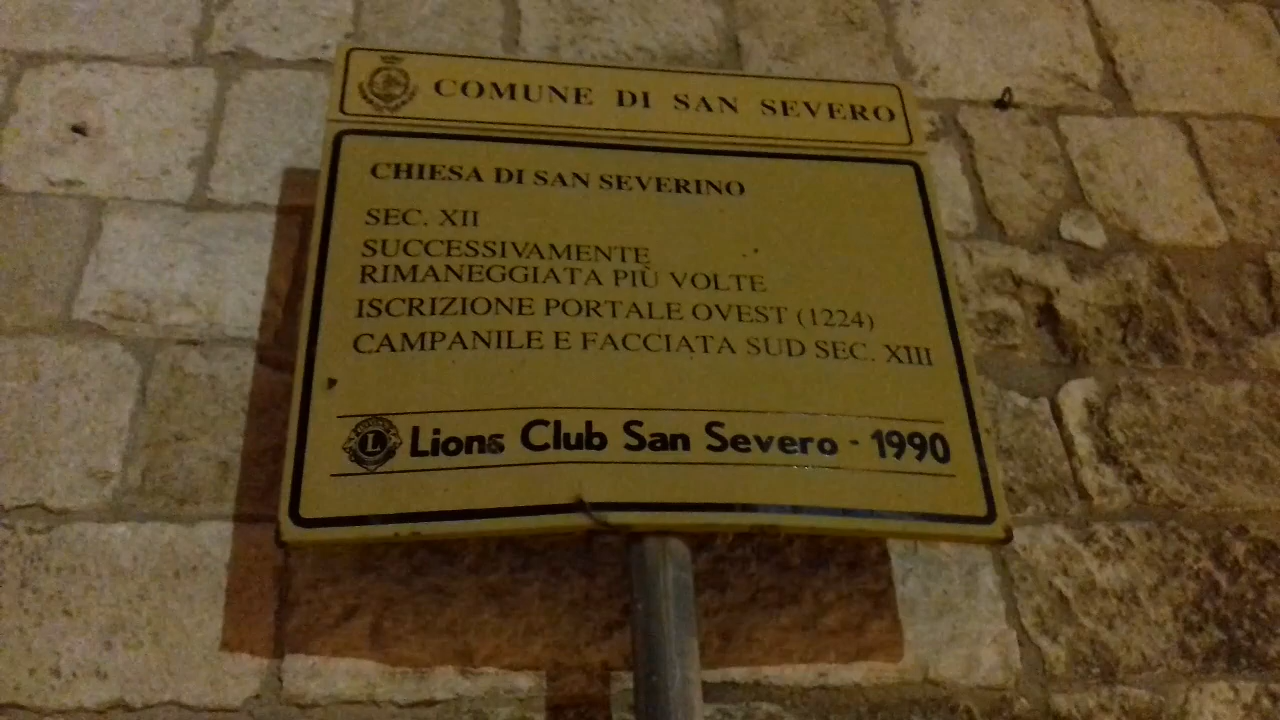 COMUNE DI SAN SEVERO
CHIESA DI SAN SEVERINO
SEC. XII
SUCCESSIVAMENTE
RIMANEGGIATA PIÙ VOLTE
ISCRIZIONE PORTALE OVEST (1224)
CAMPANILE E FACCIATA SUD SEC. XIII
L Lions Club San Severo - 1990